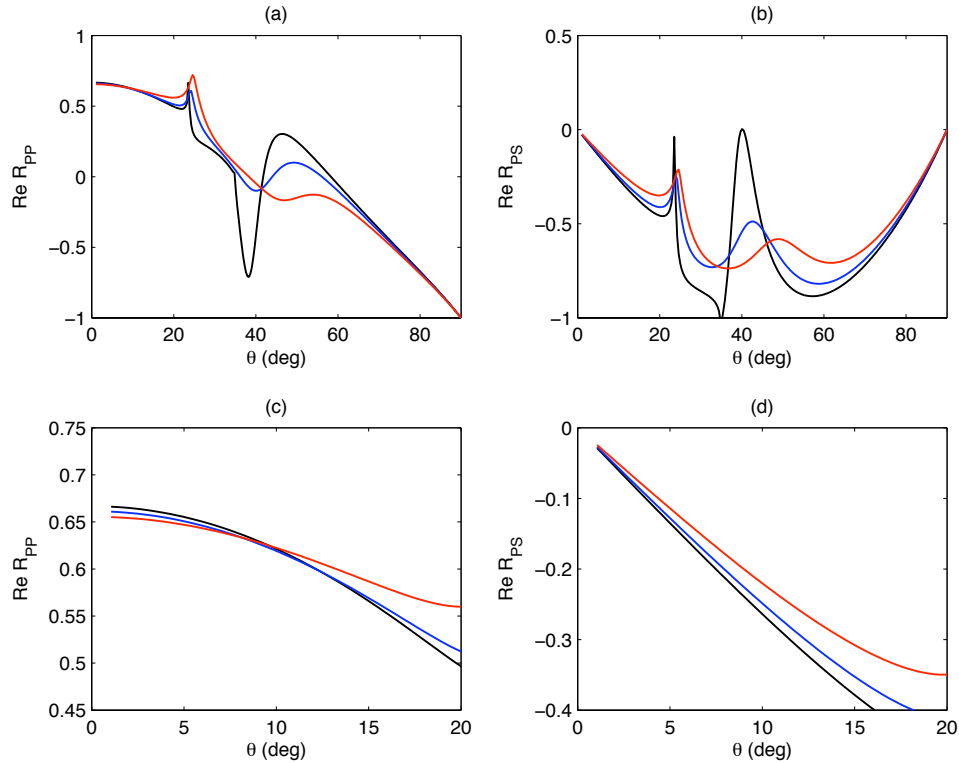 (a)
1
0.5
0
−0.5
−1
0 20 40 60 80
θ (deg)
Re R_PP
(b)
0.5
0
−0.5
−1
0 20 40 60 80
θ (deg)
Re R_PS
(c)
0.75
0.7
0.65
0.6
0.55
0.5
0.45
0 5 10 15 20
θ (deg)
Re R_PP
(d)
0
−0.1
−0.2
−0.3
−0.4
0 5 10 15 20
θ (deg)
Re R_PS